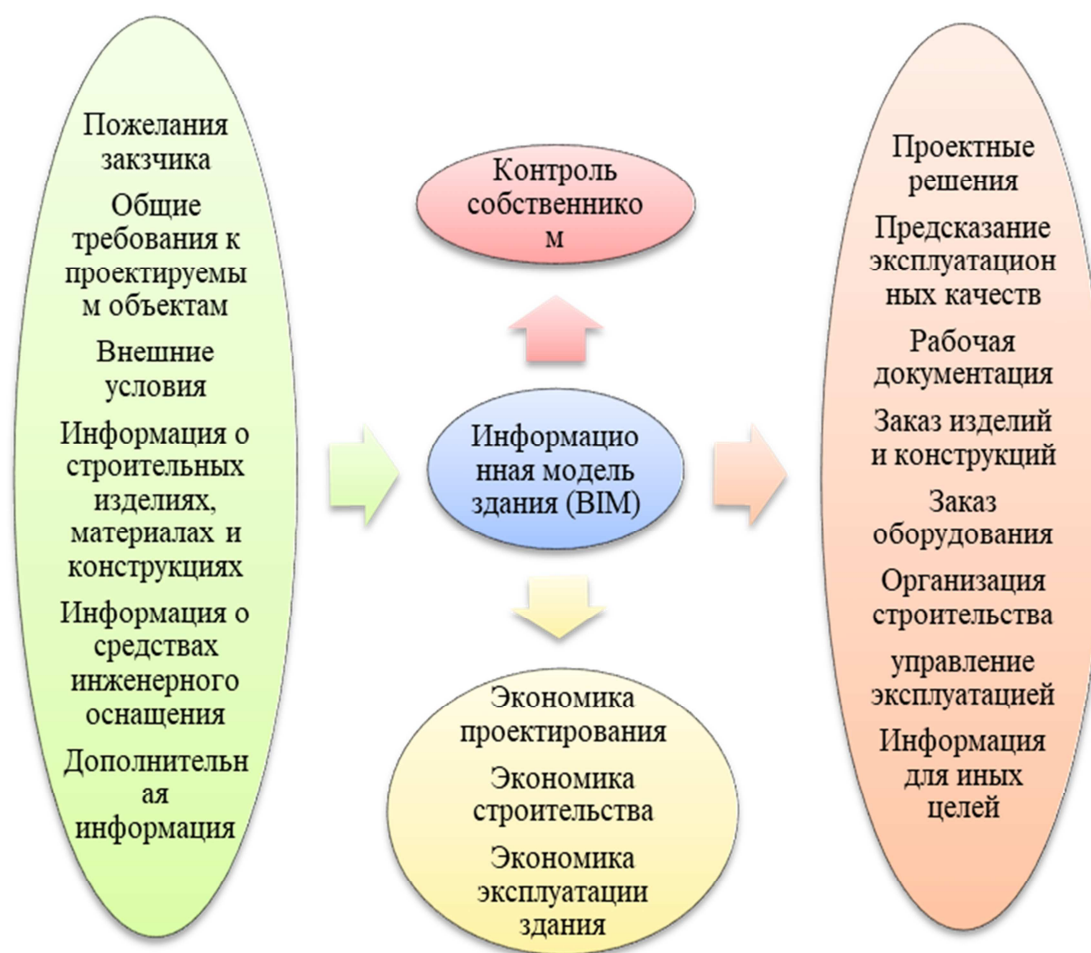 Пожелания
закзчика
Общие
требования к
проектируемы
м объектам
Внешние
условия
Информация о
строительных
изделиях,
материалах и
конструкциях
Информация о
средствах
инженерного
оснащения
Дополнительн
ая
информация
Контроль
собственнико
м
Информацио
нная модель
здания (BIM)
Экономика
проектирования
Экономика
строительства
Экономика
эксплуатации
здания
Проектные
решения
Предсказание
эксплуатацион
ных качеств
Рабочая
документация
Заказ изделий
и конструкций
Заказ
оборудования
Организация
строительства
управление
эксплуатацией
Информация
для иных
целей